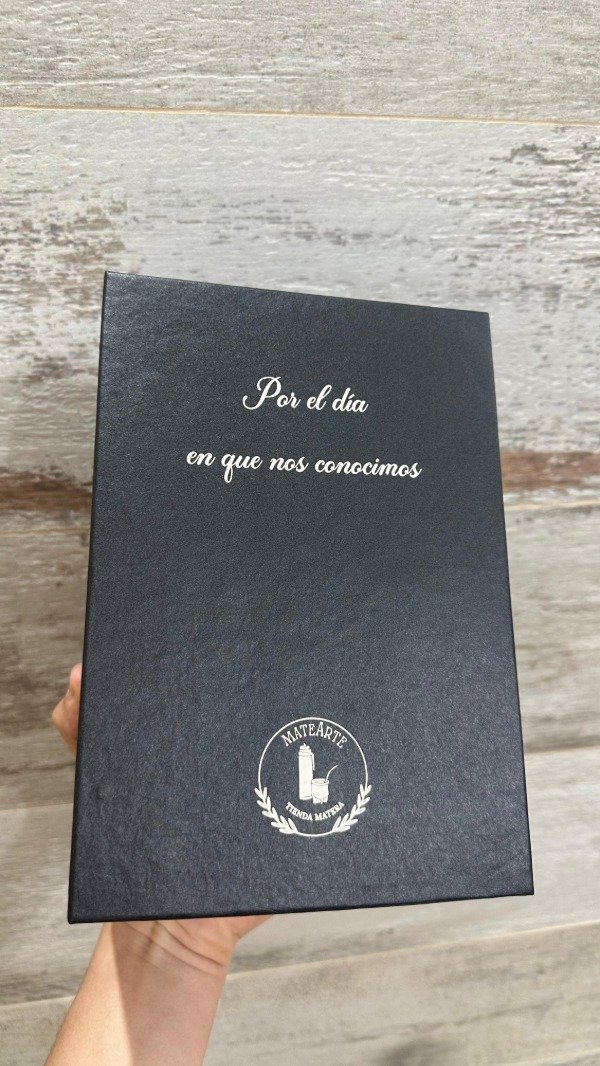 Por el día
en que nos conocimos
MATEARTE
TIENDA MATERA